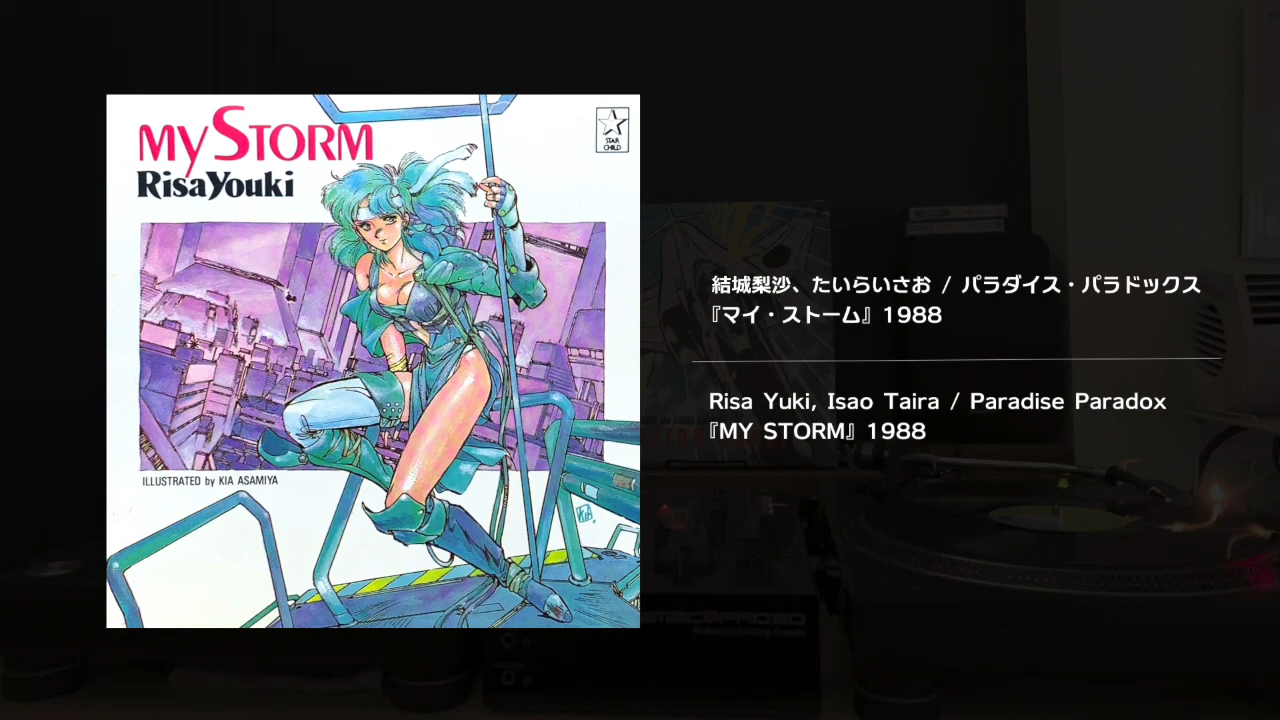 MY STORM
Risa Youki
STAR
CHILD
ILLUSTRATED by KIA ASAMIYA
KIA.
結城梨沙、たいらいさお / パラダイス・パラドックス
『マイ・ストーム』1988
Risa Yuki, Isao Taira / Paradise Paradox
『MY STORM』1988